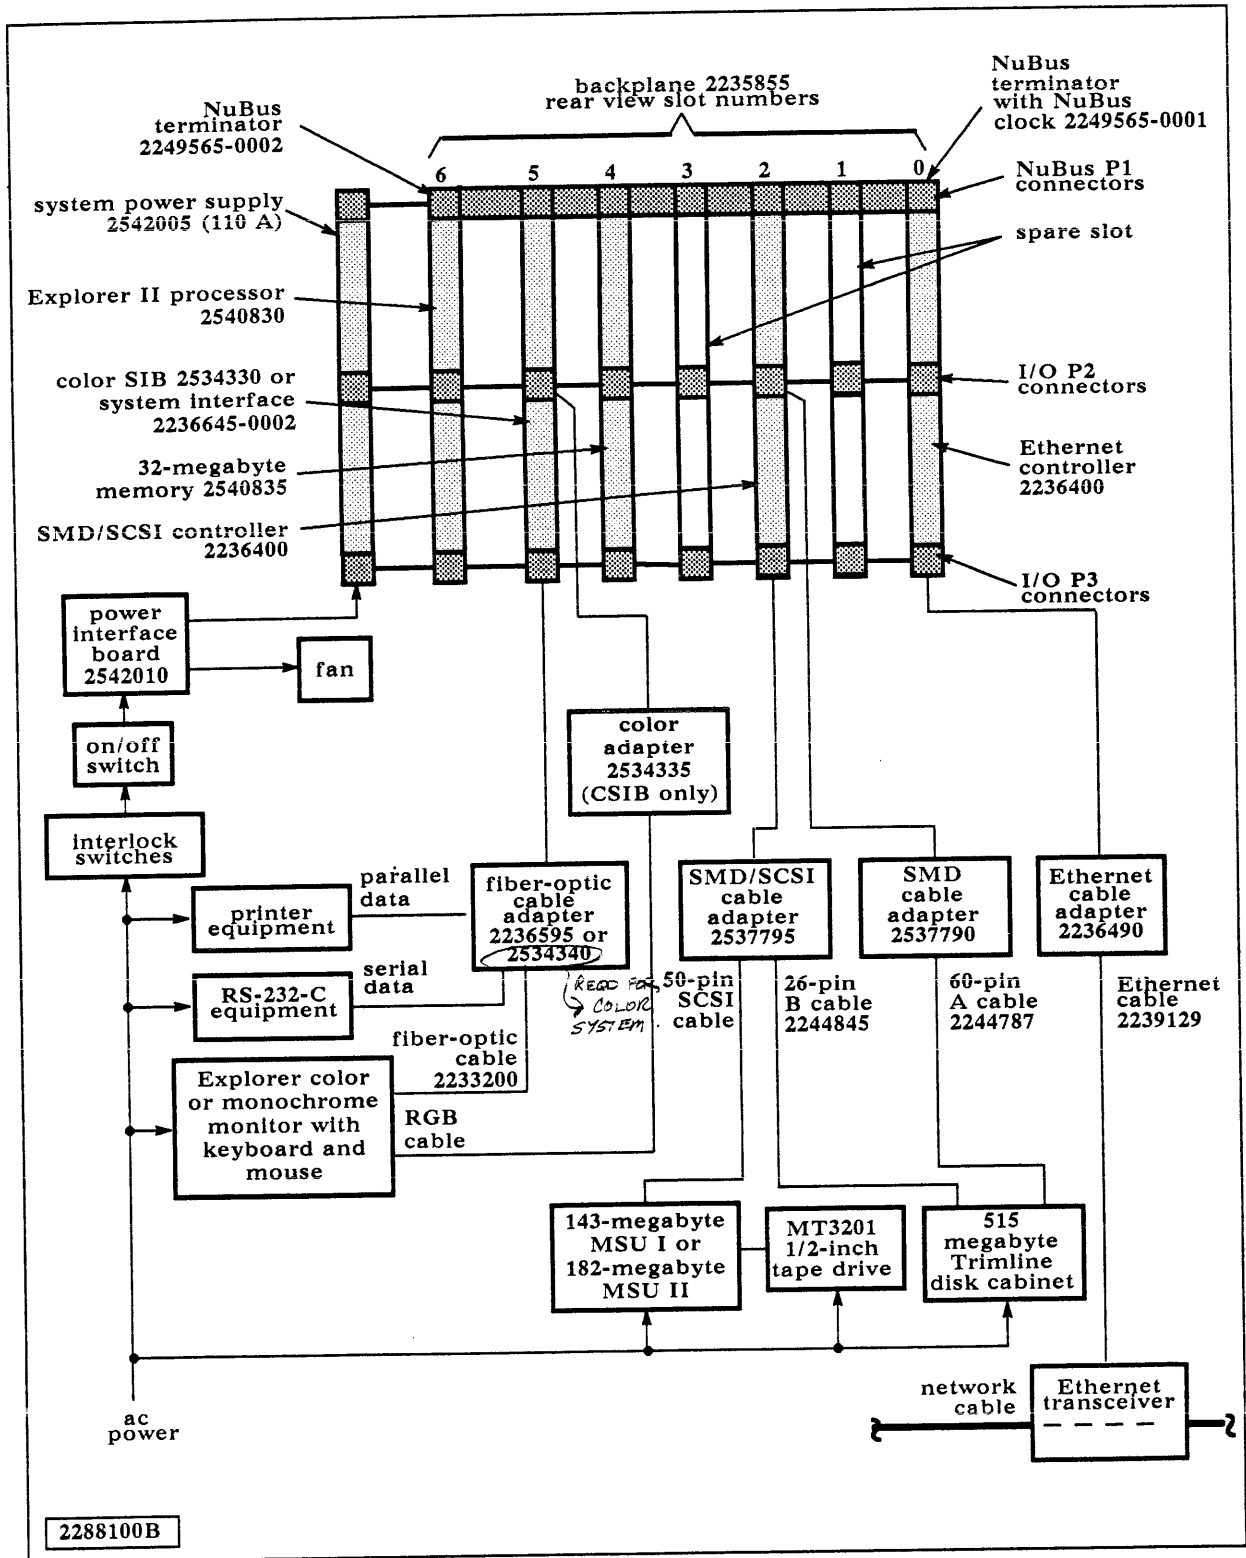 backplane 2235855
rear view slot numbers
NuBus
terminator
2249565-0002
NuBus
terminator
with NuBus
clock 2249565-0001
6 5 4 3 2 1 0
NuBus P1
connectors
system power supply
2542005 (110 A)
spare slot
Explorer II processor
2540830
color SIB 2534330 or
system interface
2236645-0002
I/O P2
connectors
32-megabyte
memory 2540835
Ethernet
controller
2236400
SMD/SCSI controller
2236400
I/O P3
connectors
power
interface
board
2542010
fan
on/off
switch
color
adapter
2534335
(CSIB only)
interlock
switches
parallel
data
printer
equipment
fiber-optic
cable
adapter
2236595 or
2534340
SMD/SCSI
cable
adapter
2537795
SMD
cable
adapter
2537790
Ethernet
cable
adapter
2236490
serial
data
RS-232-C
equipment
REQD FOR
COLOR
SYSTEM.
50-pin
SCSI
cable
26-pin
B cable
2244845
60-pin
A cable
2244787
Ethernet
cable
2239129
fiber-optic
cable
2233200
Explorer color
or monochrome
monitor with
keyboard and
mouse
RGB
cable
143-megabyte
MSU I or
182-megabyte
MSU II
MT3201
1/2-inch
tape drive
515
megabyte
Trimline
disk cabinet
network
cable
Ethernet
transceiver
ac
power
2288100B